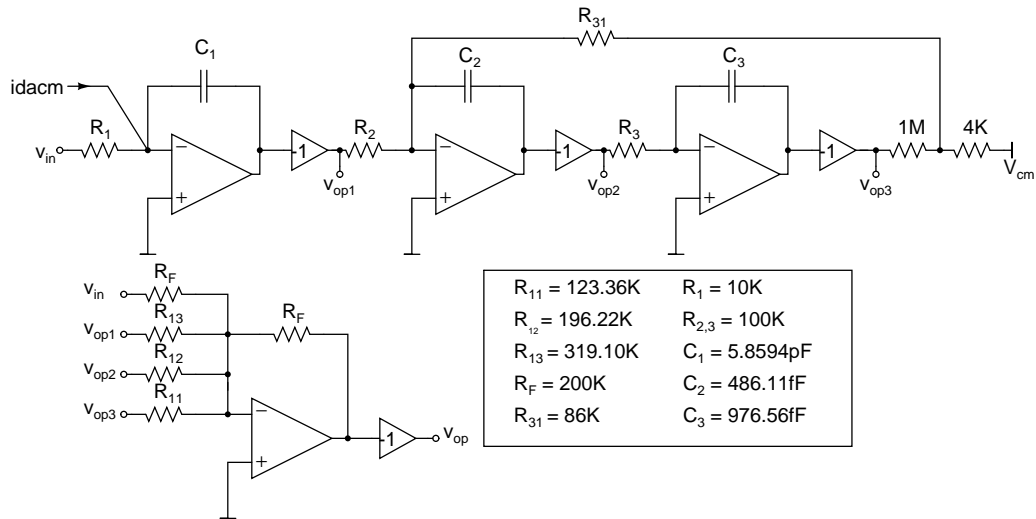 R31
C1
C2
C3
idacm
R1
R2
R3
1M
4K
vin
-1
-1
-1
vop1
vop2
vop3
Vcm
−
+
−
+
−
+
RF
vin
R13
RF
vop1
R12
vop2
R11
vop3
−
+
-1
vop
R11 = 123.36K R1 = 10K
R12 = 196.22K R2,3 = 100K
R13 = 319.10K C1 = 5.8594pF
RF = 200K C2 = 486.11fF
R31 = 86K C3 = 976.56fF